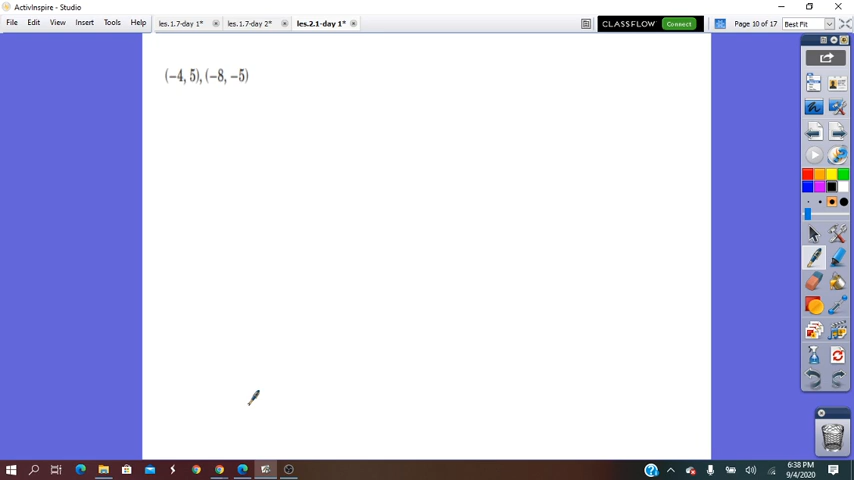 ActivInspire - Studio
File Edit View Insert Tools Help
les.1.7-day 1* les.1.7-day 2* les.2.1-day 1*
CLASSFLOW Connect
Page 10 of 17 Best Fit
(−4, 5), (−8, −5)
6:38 PM
9/4/2020